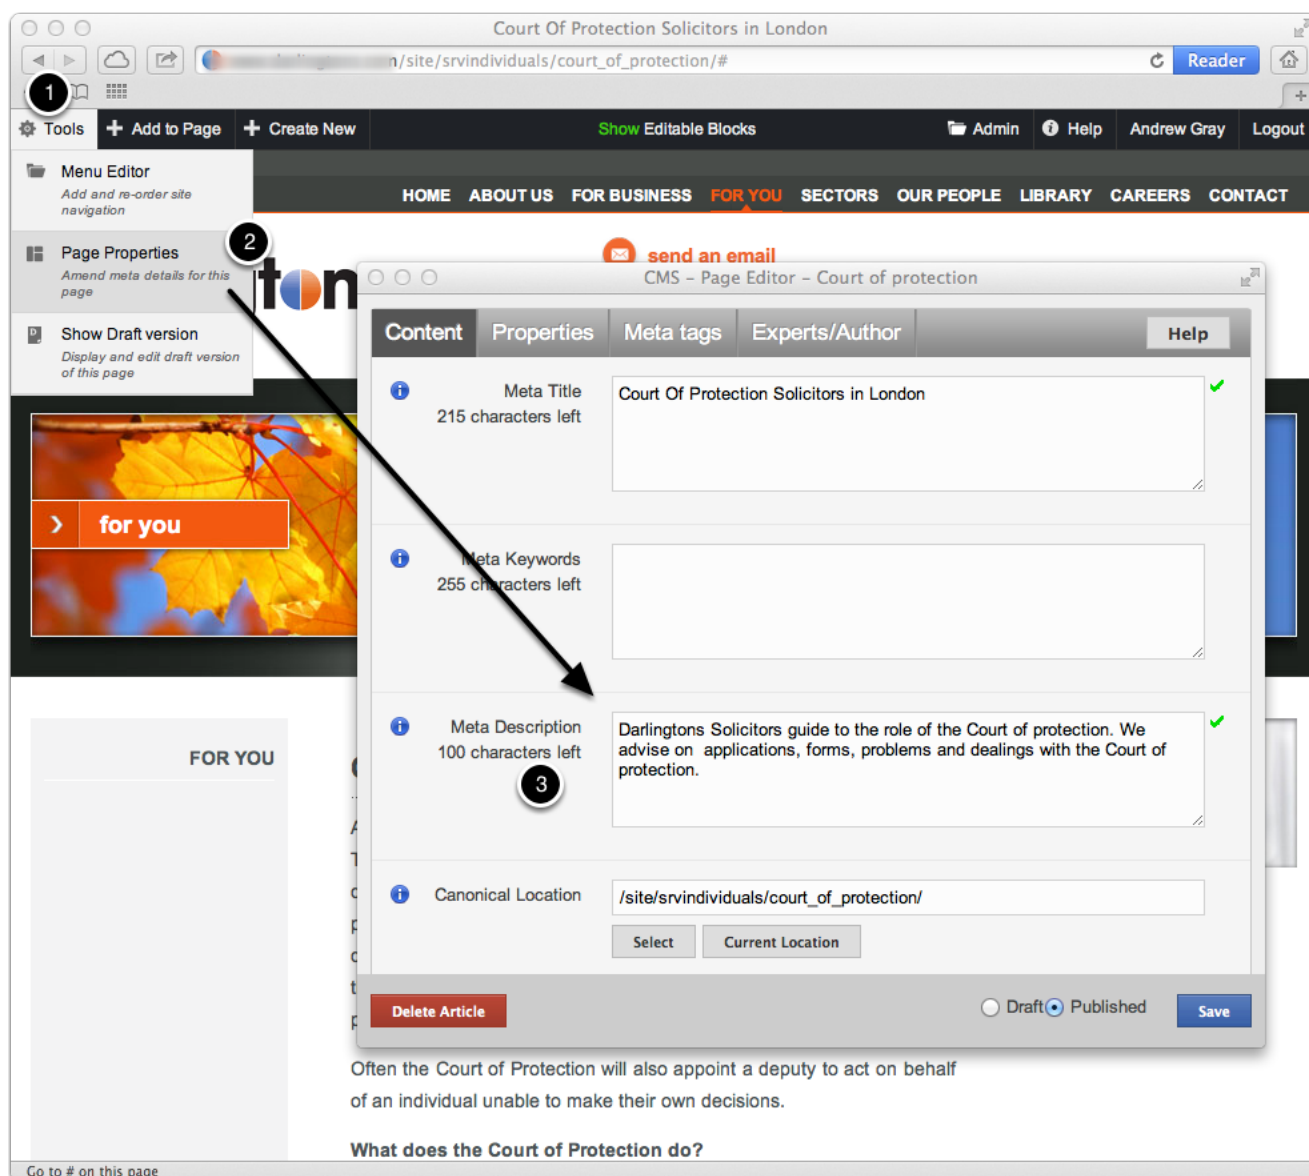 Court Of Protection Solicitors in London
/site/srvindividuals/court_of_protection/#
Reader
1
Tools
Add to Page
Create New
Show Editable Blocks
Admin
Help
Andrew Gray
Logout
Menu Editor
Add and re-order site
navigation
HOME ABOUT US FOR BUSINESS FOR YOU SECTORS OUR PEOPLE LIBRARY CAREERS CONTACT
2
Page Properties
Amend meta details for this
page
send an email
Show Draft version
Display and edit draft version
of this page
for you
CMS – Page Editor – Court of protection
Content Properties Meta tags Experts/Author Help
Meta Title
215 characters left
Court Of Protection Solicitors in London
Meta Keywords
255 characters left
Meta Description
100 characters left
3
Darlingtons Solicitors guide to the role of the Court of protection. We
advise on applications, forms, problems and dealings with the Court of
protection.
Canonical Location
/site/srvindividuals/court_of_protection/
Select Current Location
Delete Article
Draft Published
Save
FOR YOU
Often the Court of Protection will also appoint a deputy to act on behalf
of an individual unable to make their own decisions.
What does the Court of Protection do?
Go to # on this page